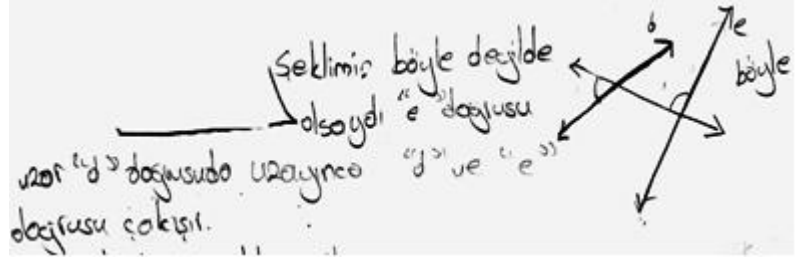 Şeklimiz böyle değilde
olsaydı "e" doğrusu
uzar "d" doğrusuda uzayınca "d" ve "e"
doğrusu çakışır.
d
e
böyle